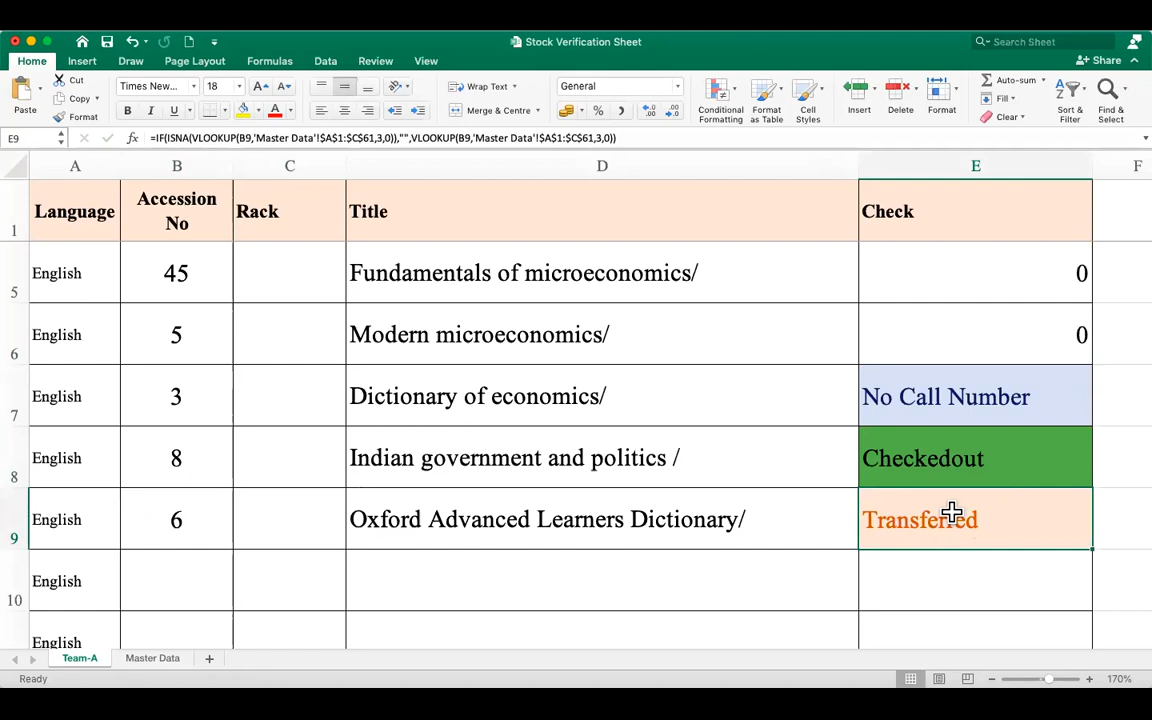 Stock Verification Sheet
Search Sheet
Home Insert Draw Page Layout Formulas Data Review View
Share
Paste
Cut
Copy
Format
Times New... 18
B I U
Wrap Text
Merge & Centre
General
Conditional Formatting
Format as Table
Cell Styles
Insert
Delete
Format
Auto-sum
Fill
Clear
Sort & Filter
Find & Select
E9 fx =IF(ISNA(VLOOKUP(B9,'Master Data'!$A$1:$C$61,3,0)),"",VLOOKUP(B9,'Master Data'!$A$1:$C$61,3,0))
A B C D E F
1 Language Accession No Rack Title Check
5 English 45 Fundamentals of microeconomics/ 0
6 English 5 Modern microeconomics/ 0
7 English 3 Dictionary of economics/ No Call Number
8 English 8 Indian government and politics / Checkedout
9 English 6 Oxford Advanced Learners Dictionary/ Transferred
10 English
English
Team-A Master Data +
Ready
170%